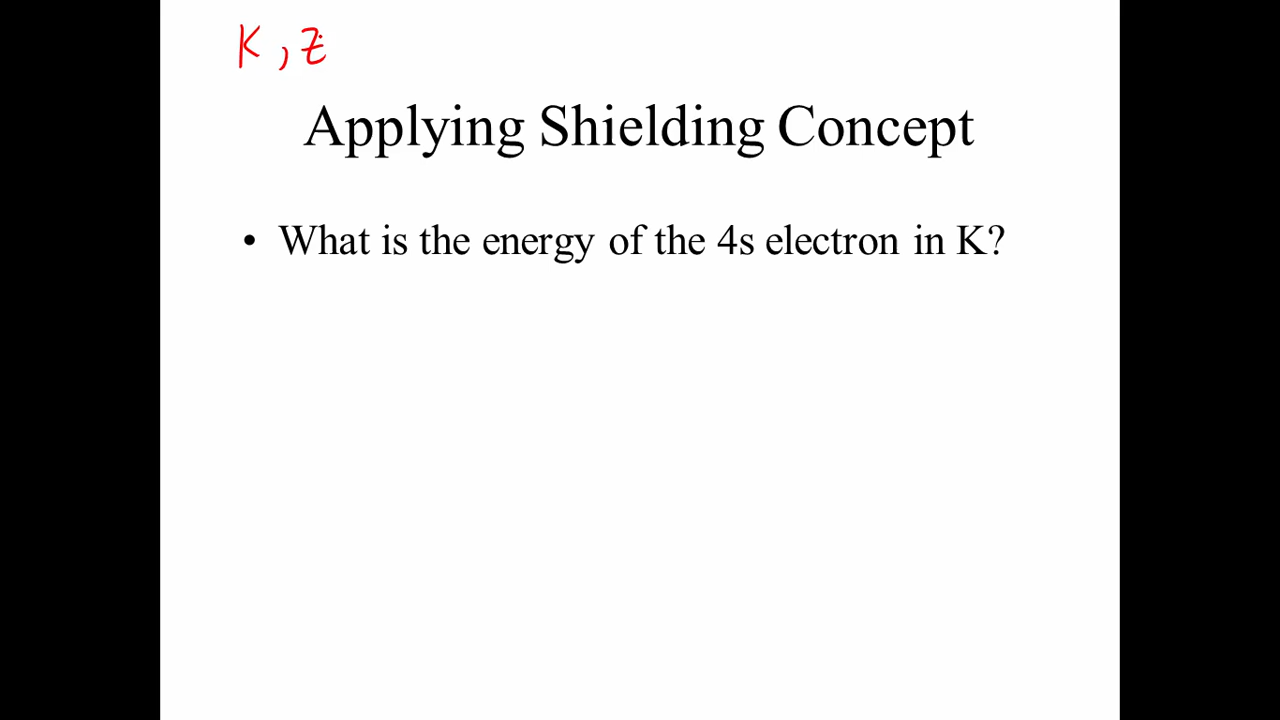 K, Z
Applying Shielding Concept
• What is the energy of the 4s electron in K?